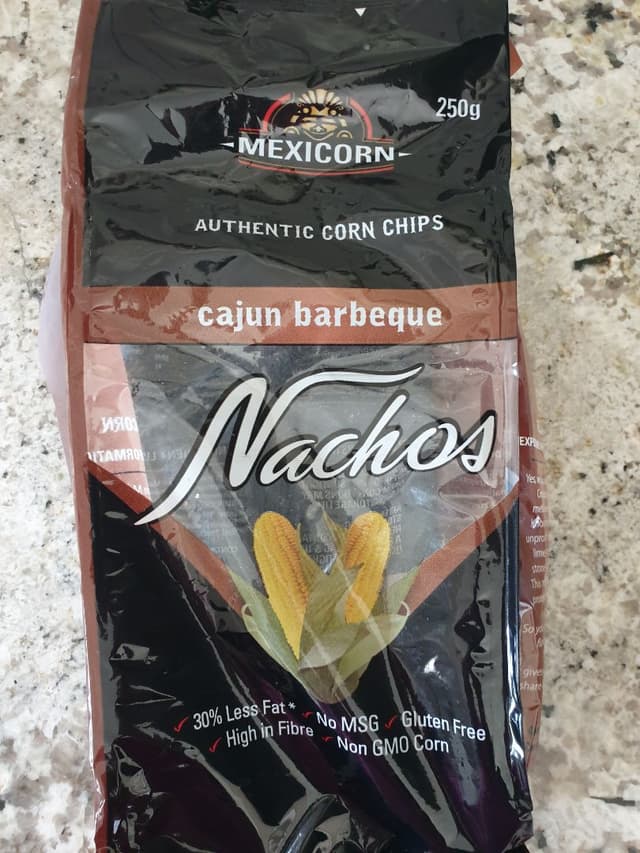 250g
MEXICORN
AUTHENTIC CORN CHIPS
cajun barbeque
Nachos
30% Less Fat* No MSG Gluten Free
High in Fibre Non GMO Corn